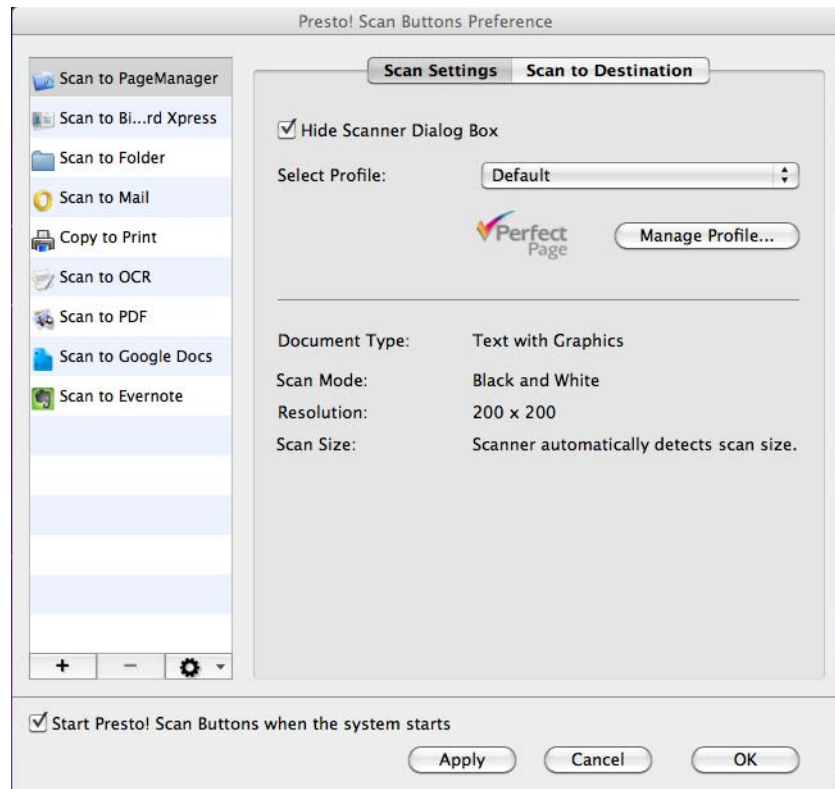 Presto! Scan Buttons Preference
Scan to PageManager
Scan to Bi...rd Xpress
Scan to Folder
Scan to Mail
Copy to Print
Scan to OCR
Scan to PDF
Scan to Google Docs
Scan to Evernote
+ − 
Scan Settings Scan to Destination
Hide Scanner Dialog Box
Select Profile: Default
Perfect
Page
Manage Profile...
Document Type: Text with Graphics
Scan Mode: Black and White
Resolution: 200 x 200
Scan Size: Scanner automatically detects scan size.
Start Presto! Scan Buttons when the system starts
Apply Cancel OK